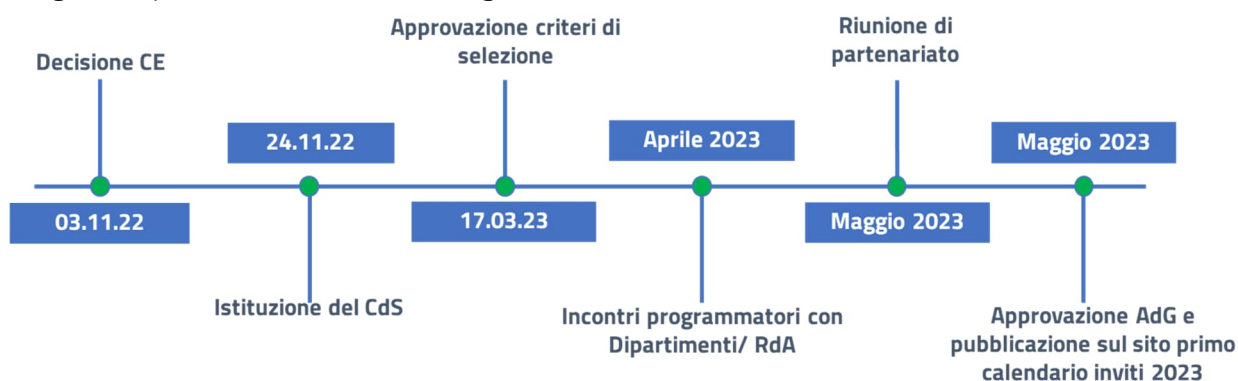 Decisione CE
03.11.22
24.11.22
Istituzione del CdS
Approvazione criteri di
selezione
17.03.23
Aprile 2023
Incontri programmatori con
Dipartimenti/ RdA
Riunione di
partenariato
Maggio 2023
Maggio 2023
Approvazione AdG e
pubblicazione sul sito primo
calendario inviti 2023